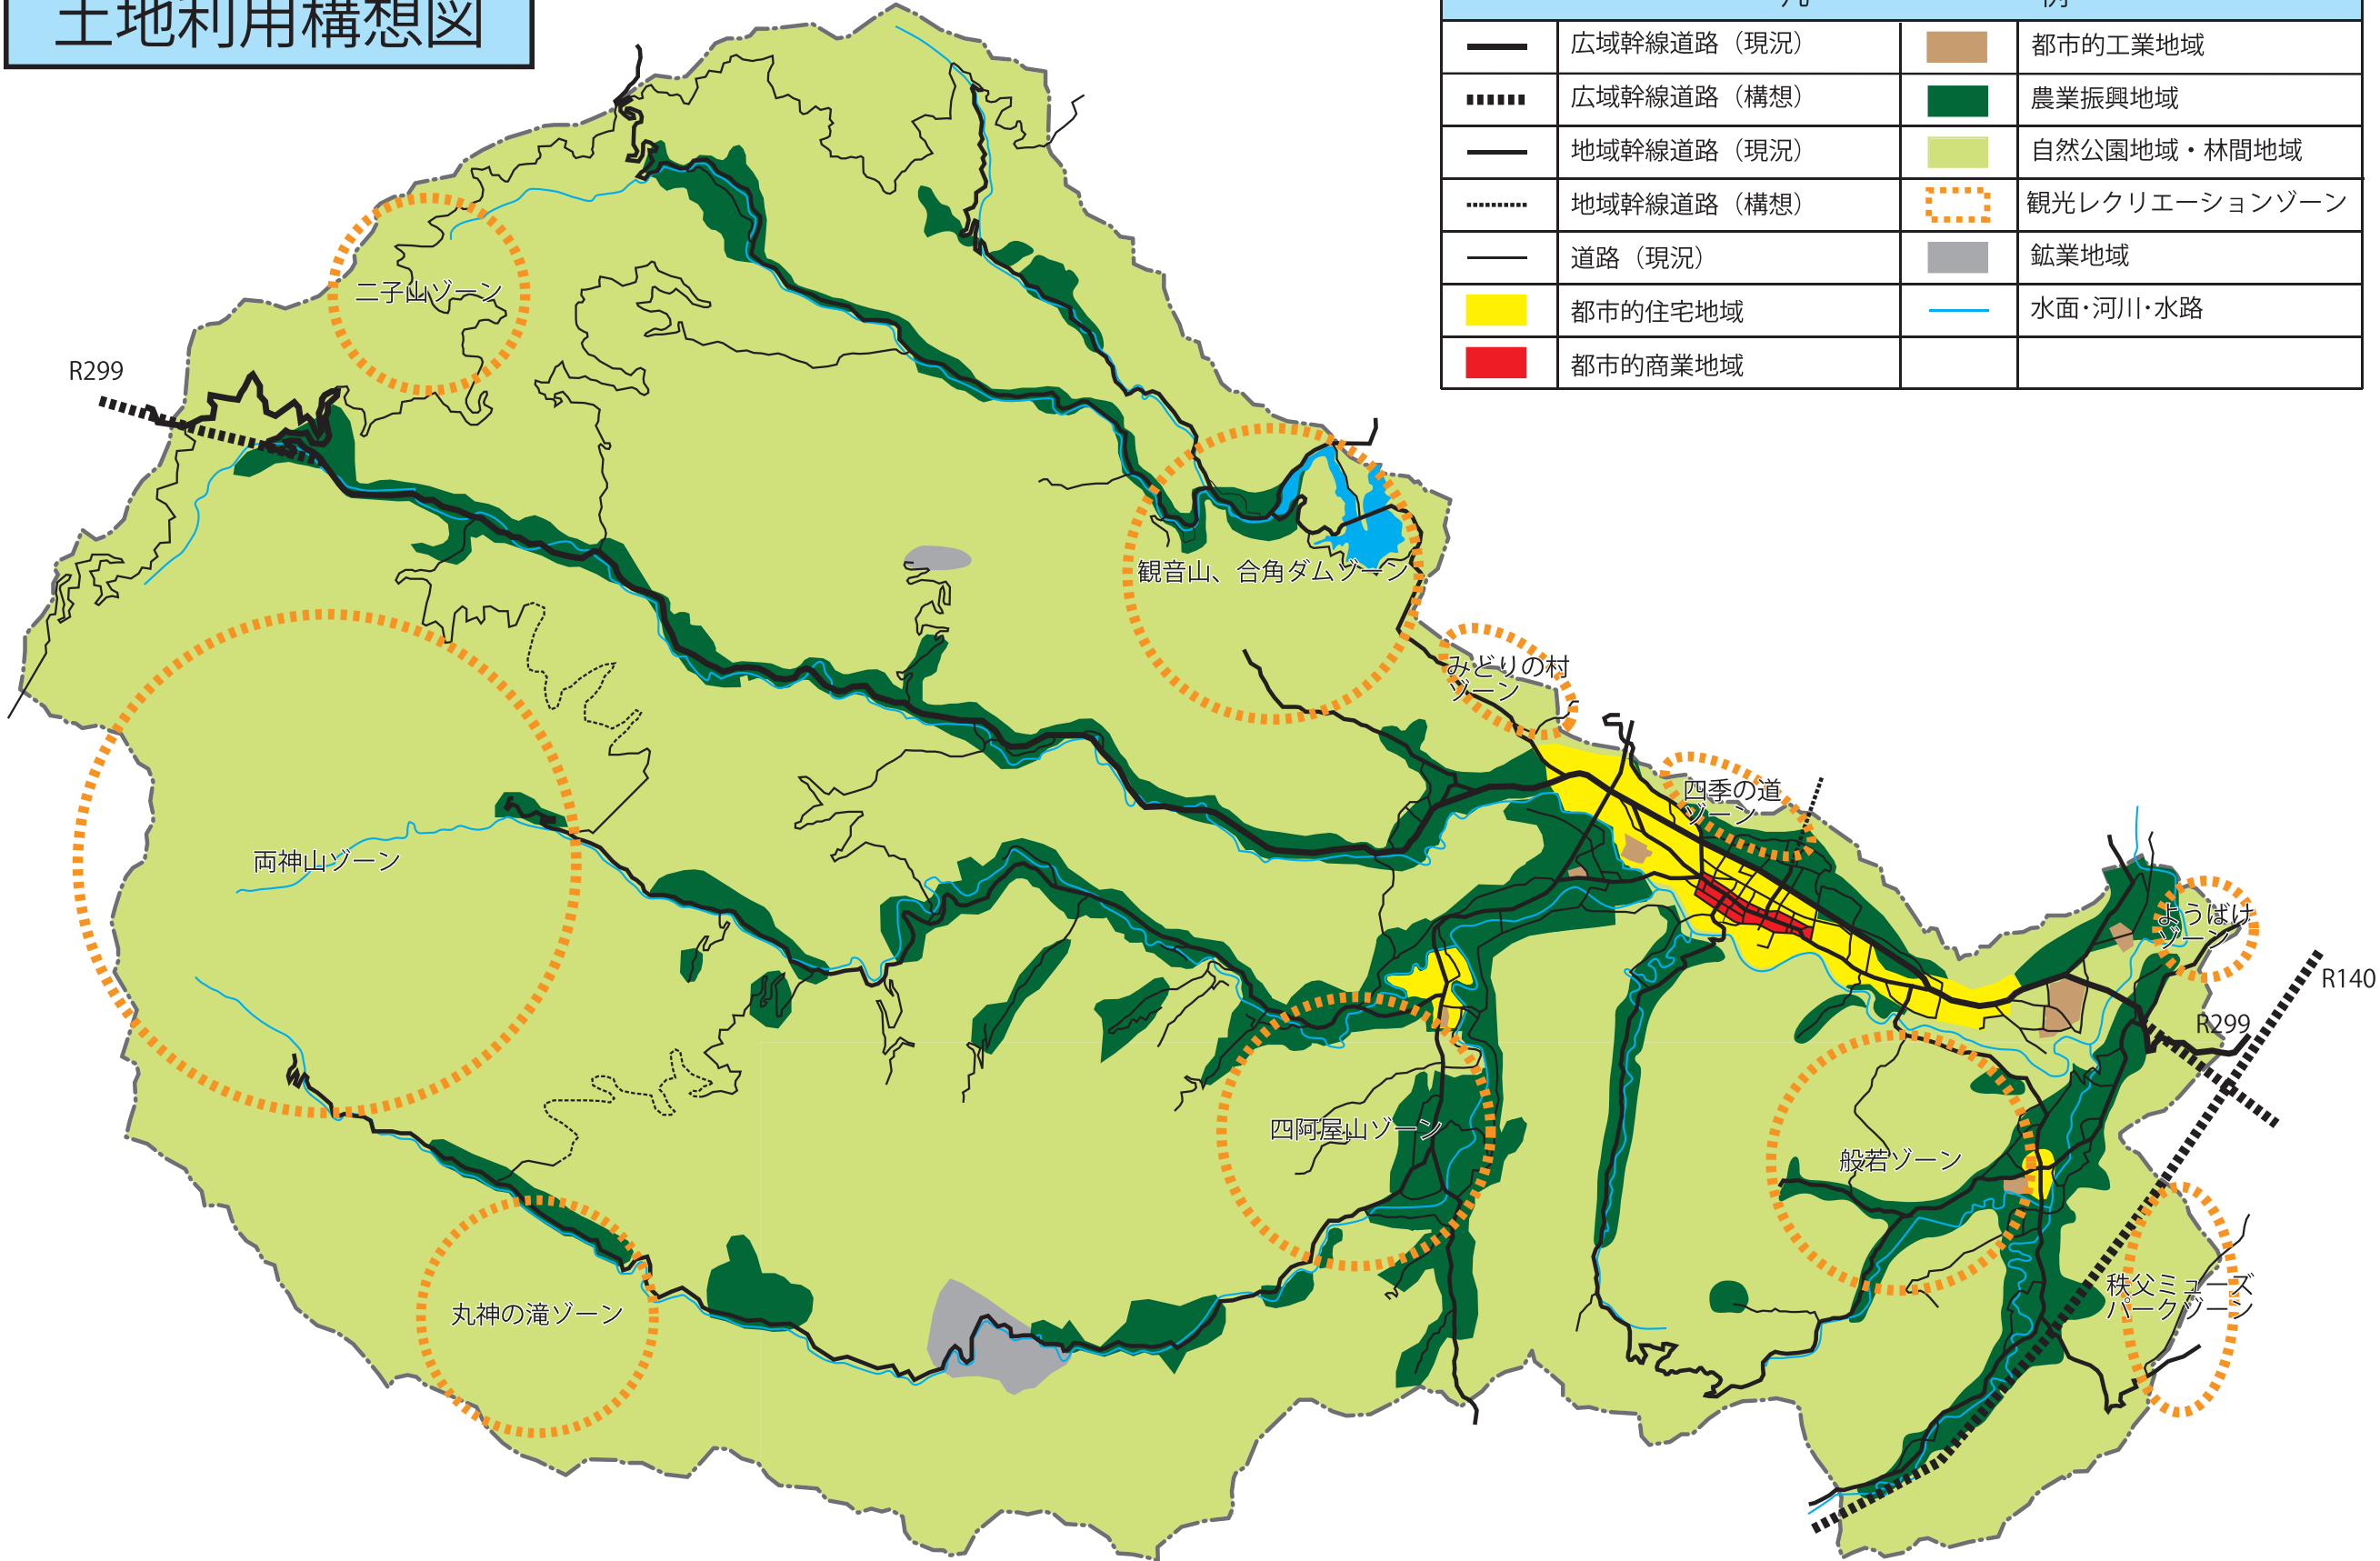 土地利用構想図
凡 例
広域幹線道路（現況）
都市的工業地域
広域幹線道路（構想）
農業振興地域
地域幹線道路（現況）
自然公園地域・林間地域
地域幹線道路（構想）
観光レクリエーションゾーン
道路（現況）
鉱業地域
都市的住宅地域
水面・河川・水路
都市的商業地域
二子山ゾーン
R299
観音山、合角ダムゾーン
みどりの村
ゾーン
四季の道
ゾーン
両神山ゾーン
ようばけ
ゾーン
R140
R299
四阿屋山ゾーン
般若ゾーン
秩父ミューズ
パークゾーン
丸神の滝ゾーン